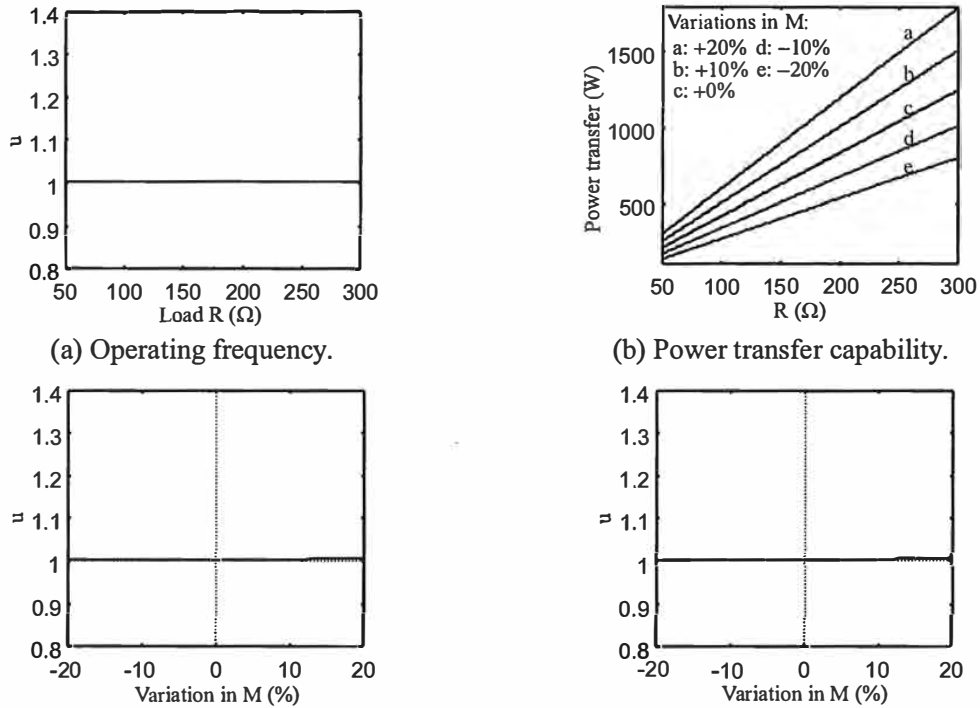 1.4
1.3
1.2
1.1
1
0.9
0.8
u
50 100 150 200 250 300
Load R (Ω)
(a) Operating frequency.
Variations in M:
a: +20% d: −10%
b: +10% e: −20%
c: +0%
a
b
c
d
e
1500
1000
500
Power transfer (W)
50 100 150 200 250 300
R (Ω)
(b) Power transfer capability.
1.4
1.3
1.2
1.1
1
0.9
0.8
u
-20 -10 0 10 20
Variation in M (%)
1.4
1.3
1.2
1.1
1
0.9
0.8
u
-20 -10 0 10 20
Variation in M (%)